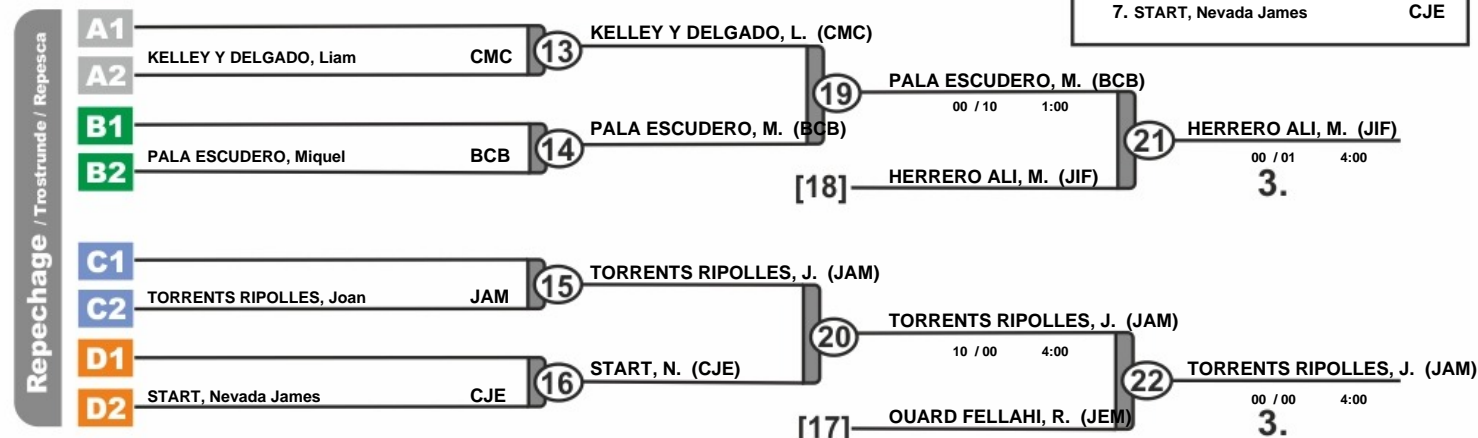 7. START, Nevada James CJE
Repechage / Trostrunde / Repesca
A1
KELLEY Y DELGADO, Liam CMC
A2
13
KELLEY Y DELGADO, L. (CMC)
B1
PALA ESCUDERO, Miquel BCB
B2
14
PALA ESCUDERO, M. (BCB)
19
PALA ESCUDERO, M. (BCB)
00 / 10 1:00
[18]
HERRERO ALI, M. (JIF)
21
HERRERO ALI, M. (JIF)
00 / 01 4:00
3.
C1
TORRENTS RIPOLLES, Joan JAM
C2
15
TORRENTS RIPOLLES, J. (JAM)
D1
START, Nevada James CJE
D2
16
START, N. (CJE)
20
TORRENTS RIPOLLES, J. (JAM)
10 / 00 4:00
[17]
OUARD FELLAHI, R. (JEM)
22
TORRENTS RIPOLLES, J. (JAM)
00 / 00 4:00
3.